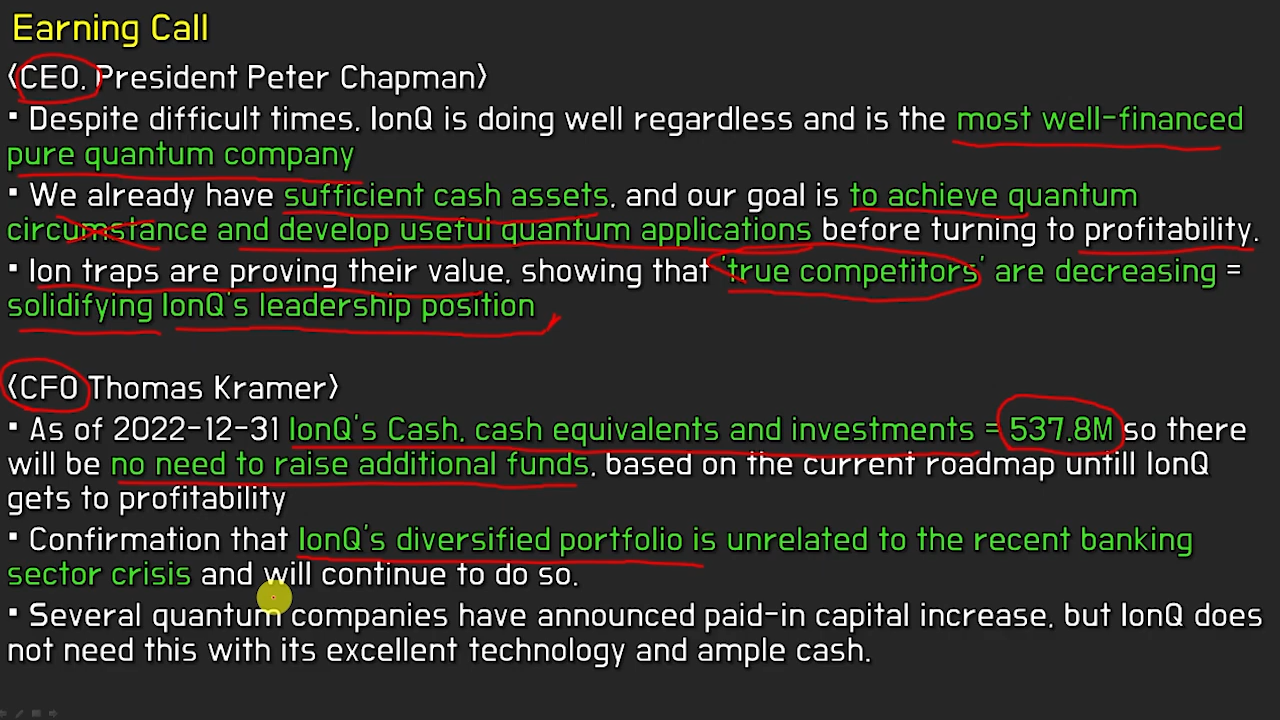 Earning Call
<CEO, President Peter Chapman>
· Despite difficult times, IonQ is doing well regardless and is the most well-financed
pure quantum company
· We already have sufficient cash assets, and our goal is to achieve quantum
circumstance and develop useful quantum applications before turning to profitability.
· Ion traps are proving their value, showing that 'true competitors' are decreasing =
solidifying IonQ's leadership position
<CFO Thomas Kramer>
· As of 2022-12-31 IonQ's Cash, cash equivalents and investments = 537.8M so there
will be no need to raise additional funds, based on the current roadmap untill IonQ
gets to profitability
· Confirmation that IonQ's diversified portfolio is unrelated to the recent banking
sector crisis and will continue to do so.
· Several quantum companies have announced paid-in capital increase, but IonQ does
not need this with its excellent technology and ample cash.